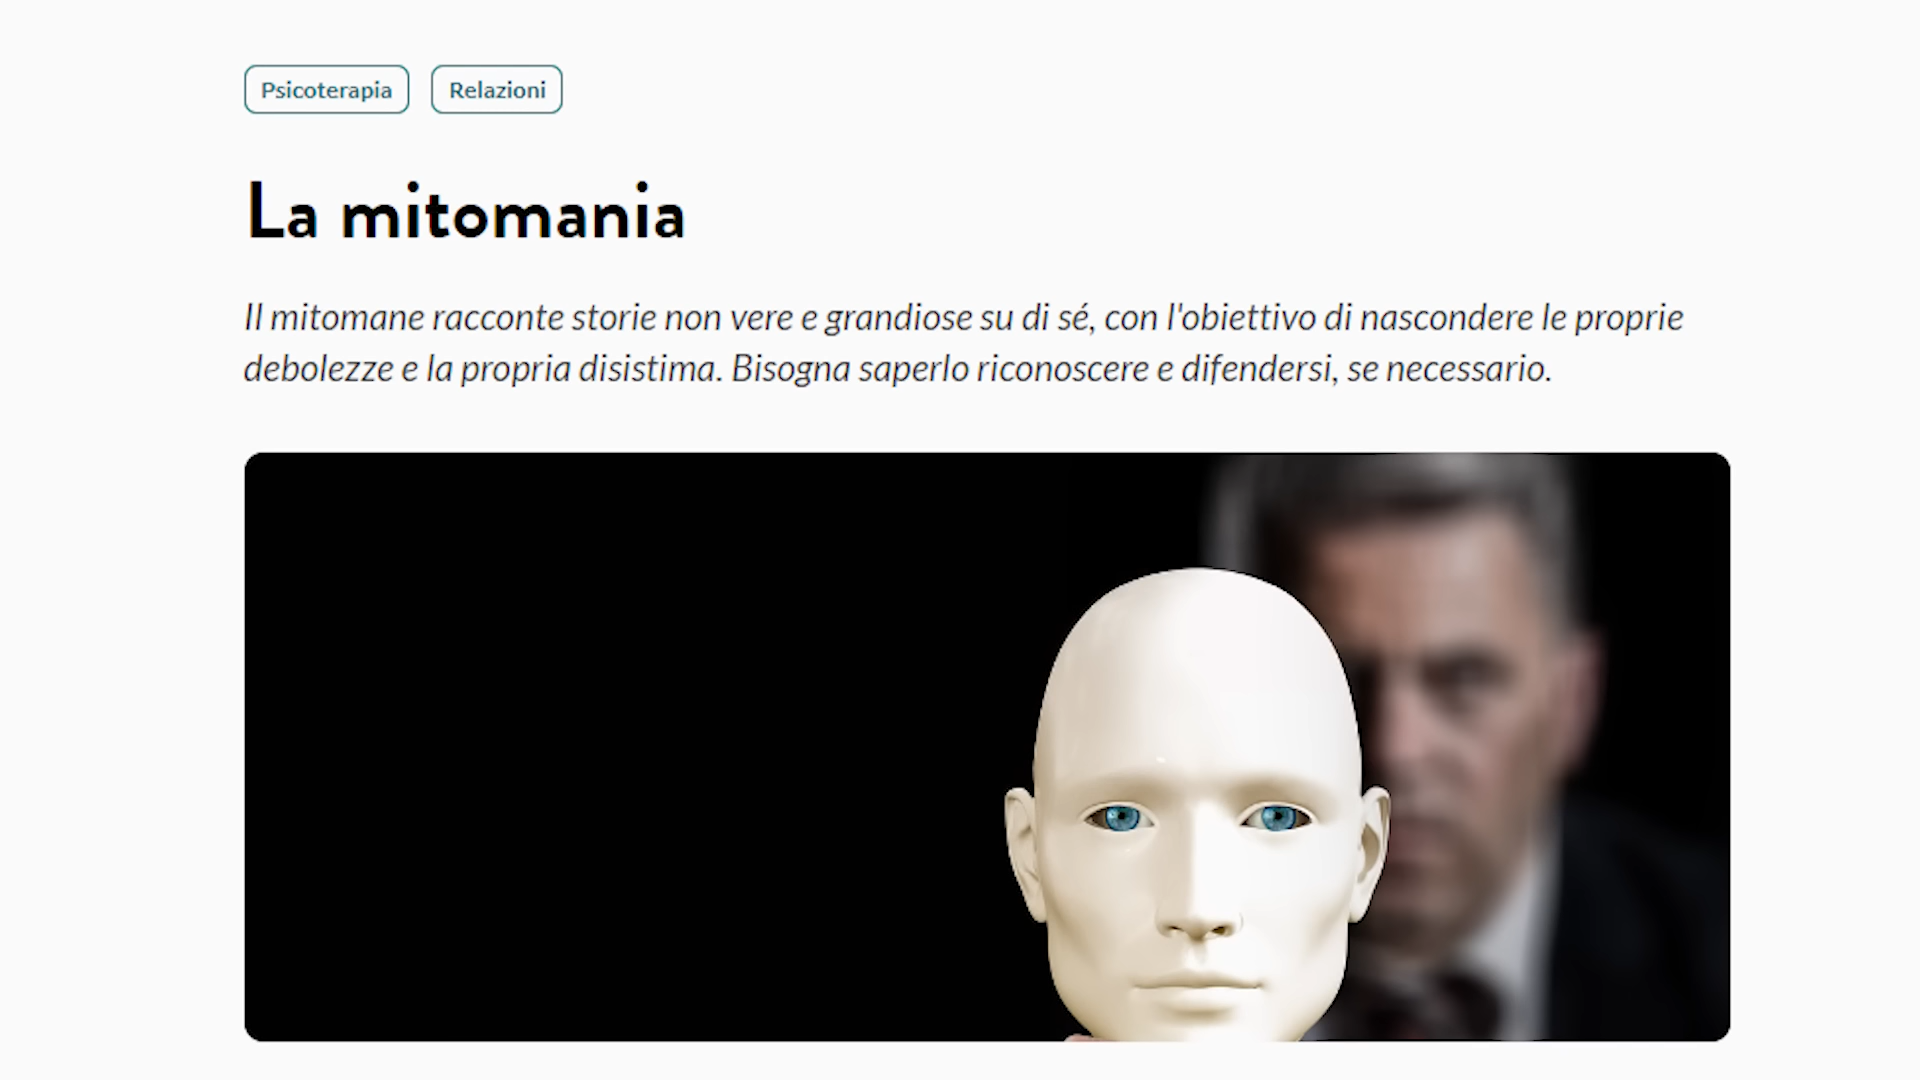 Psicoterapia Relazioni
La mitomania
Il mitomane racconte storie non vere e grandiose su di sé, con l'obiettivo di nascondere le proprie
debolezze e la propria disistima. Bisogna saperlo riconoscere e difendersi, se necessario.